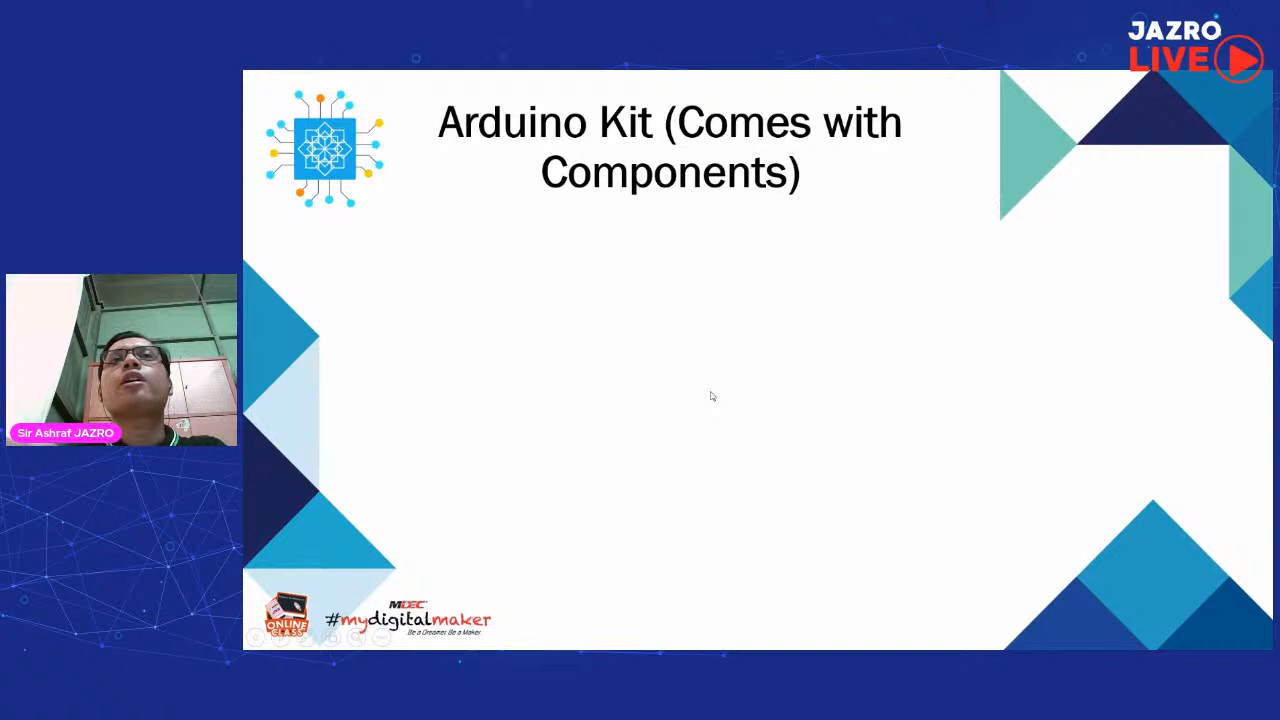 JAZRO
LIVE
Arduino Kit (Comes with
Components)
Sir Ashraf JAZRO
ONLINE
CLASS
MDEC
#mydigitalmaker
Be a Dreamer. Be a Maker